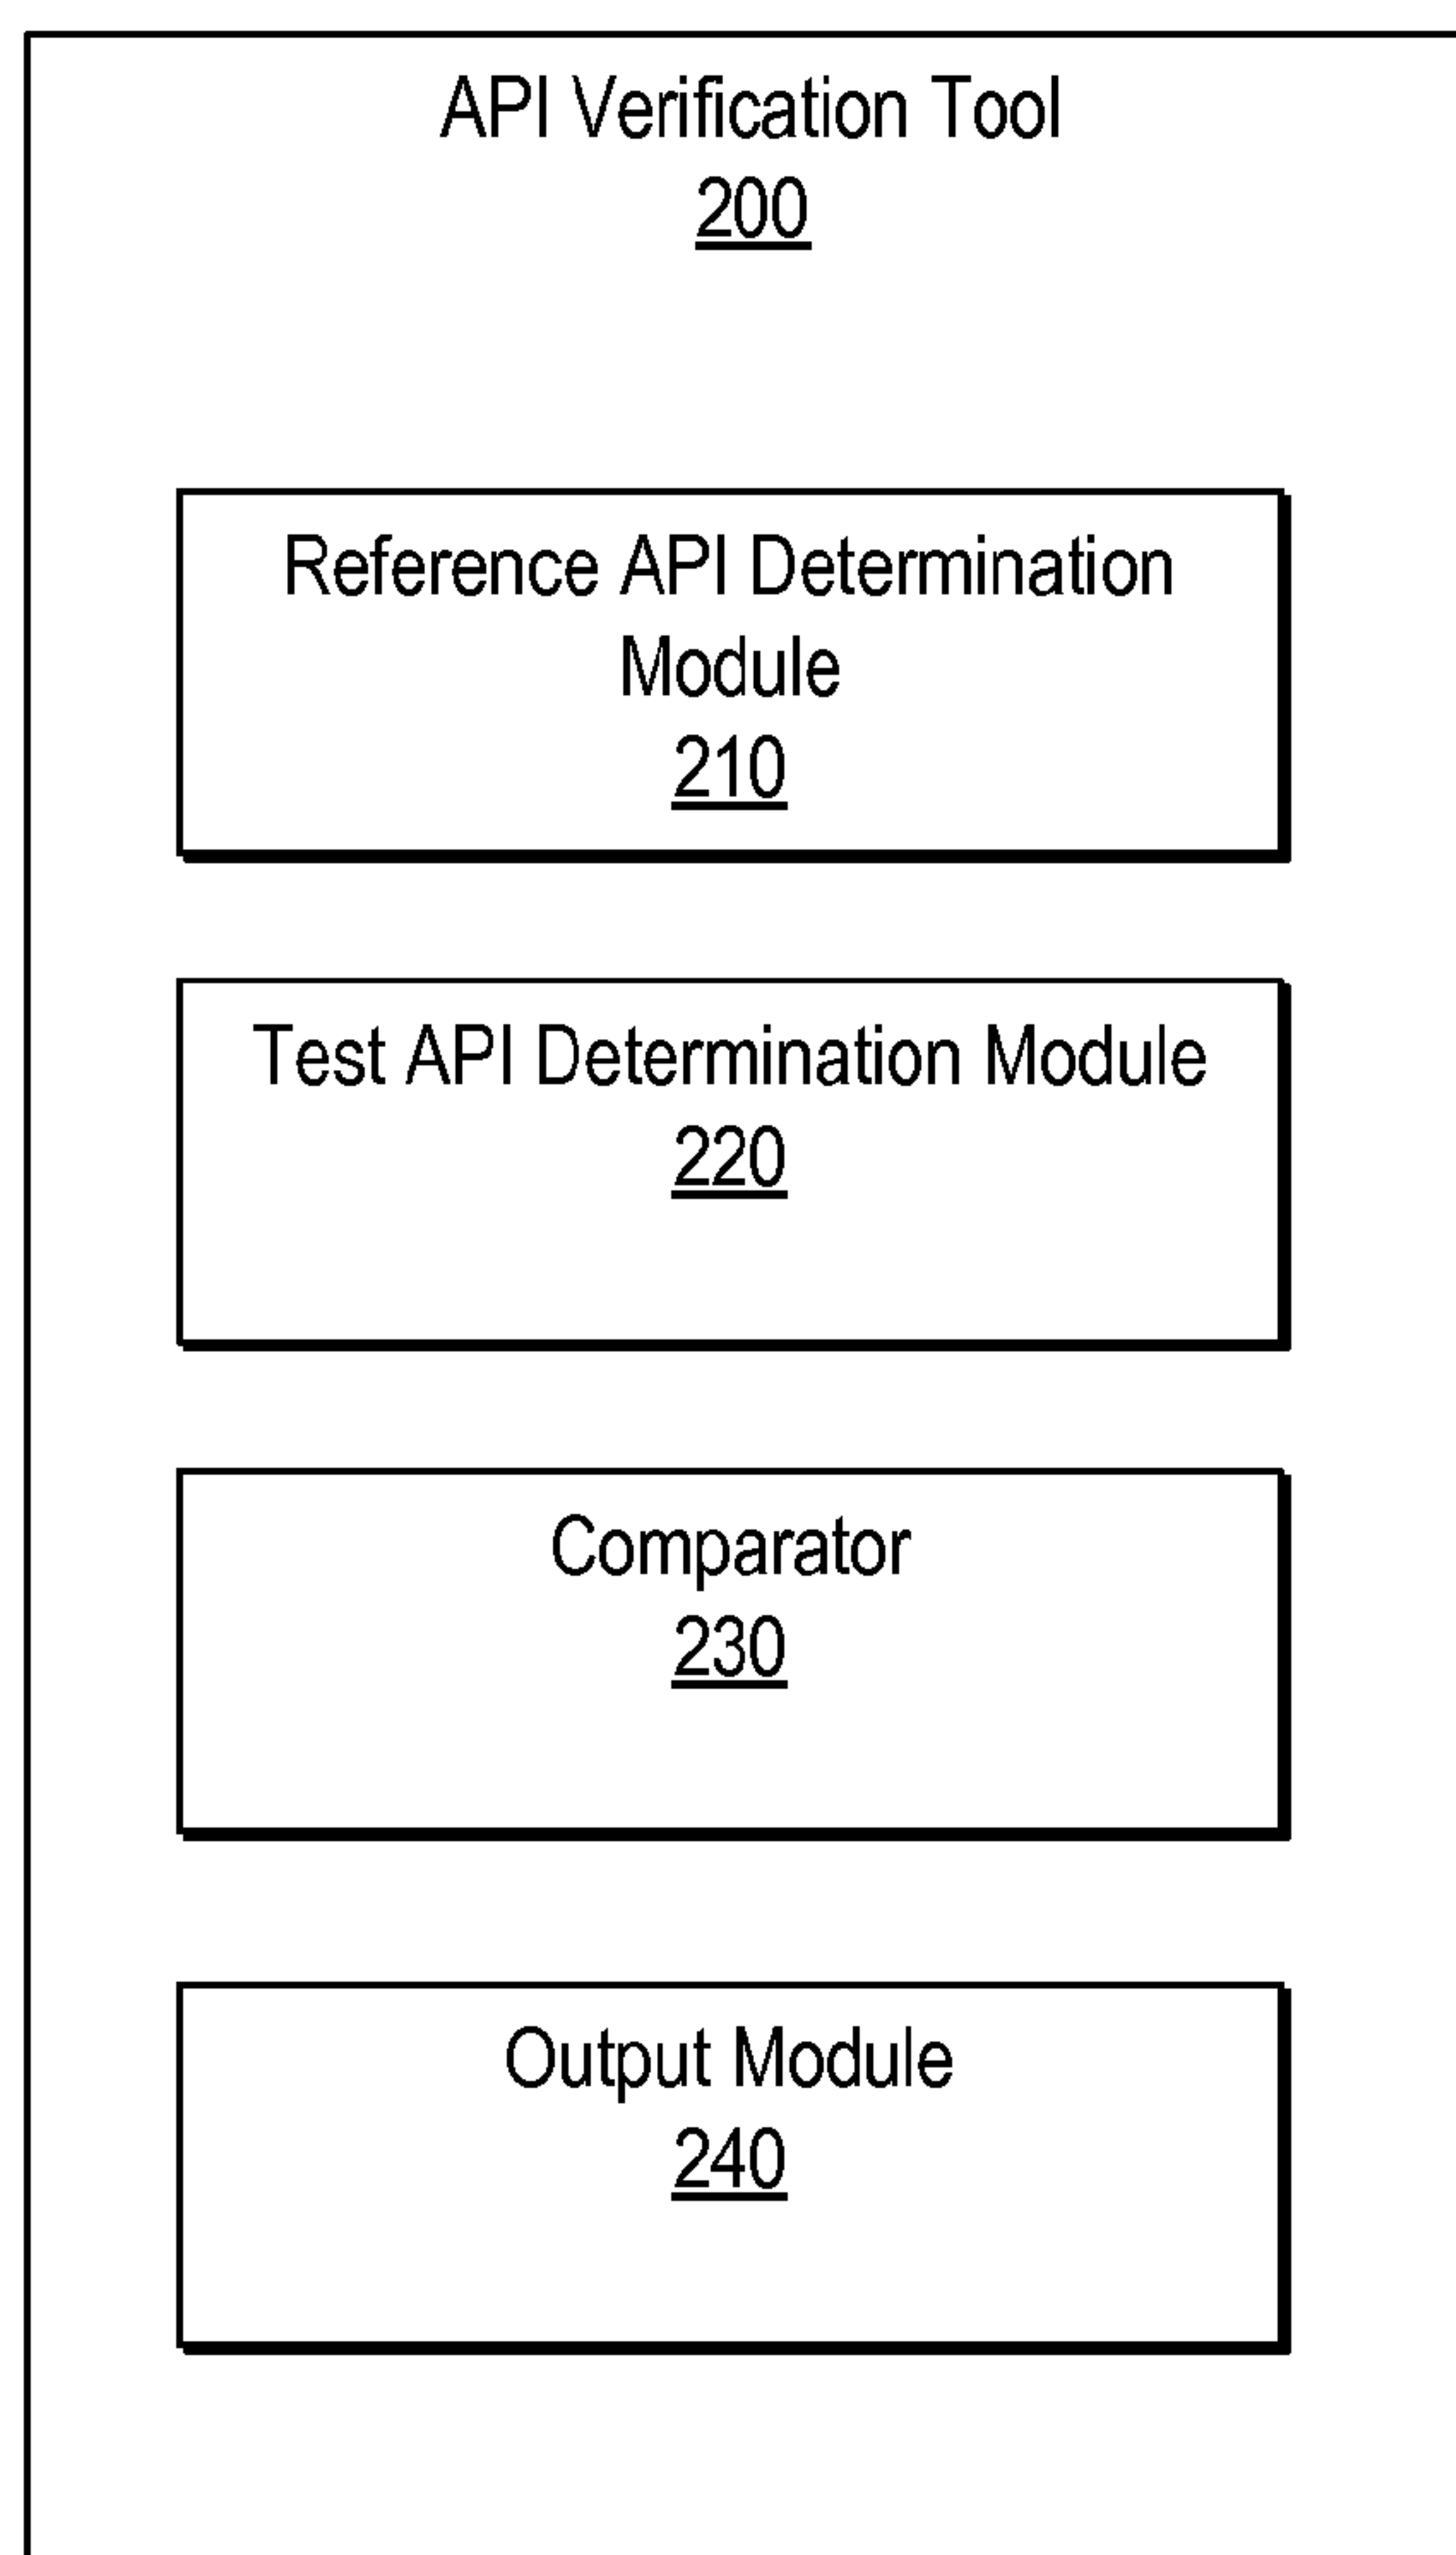 API Verification Tool
200
Reference API Determination
Module
210
Test API Determination Module
220
Comparator
230
Output Module
240